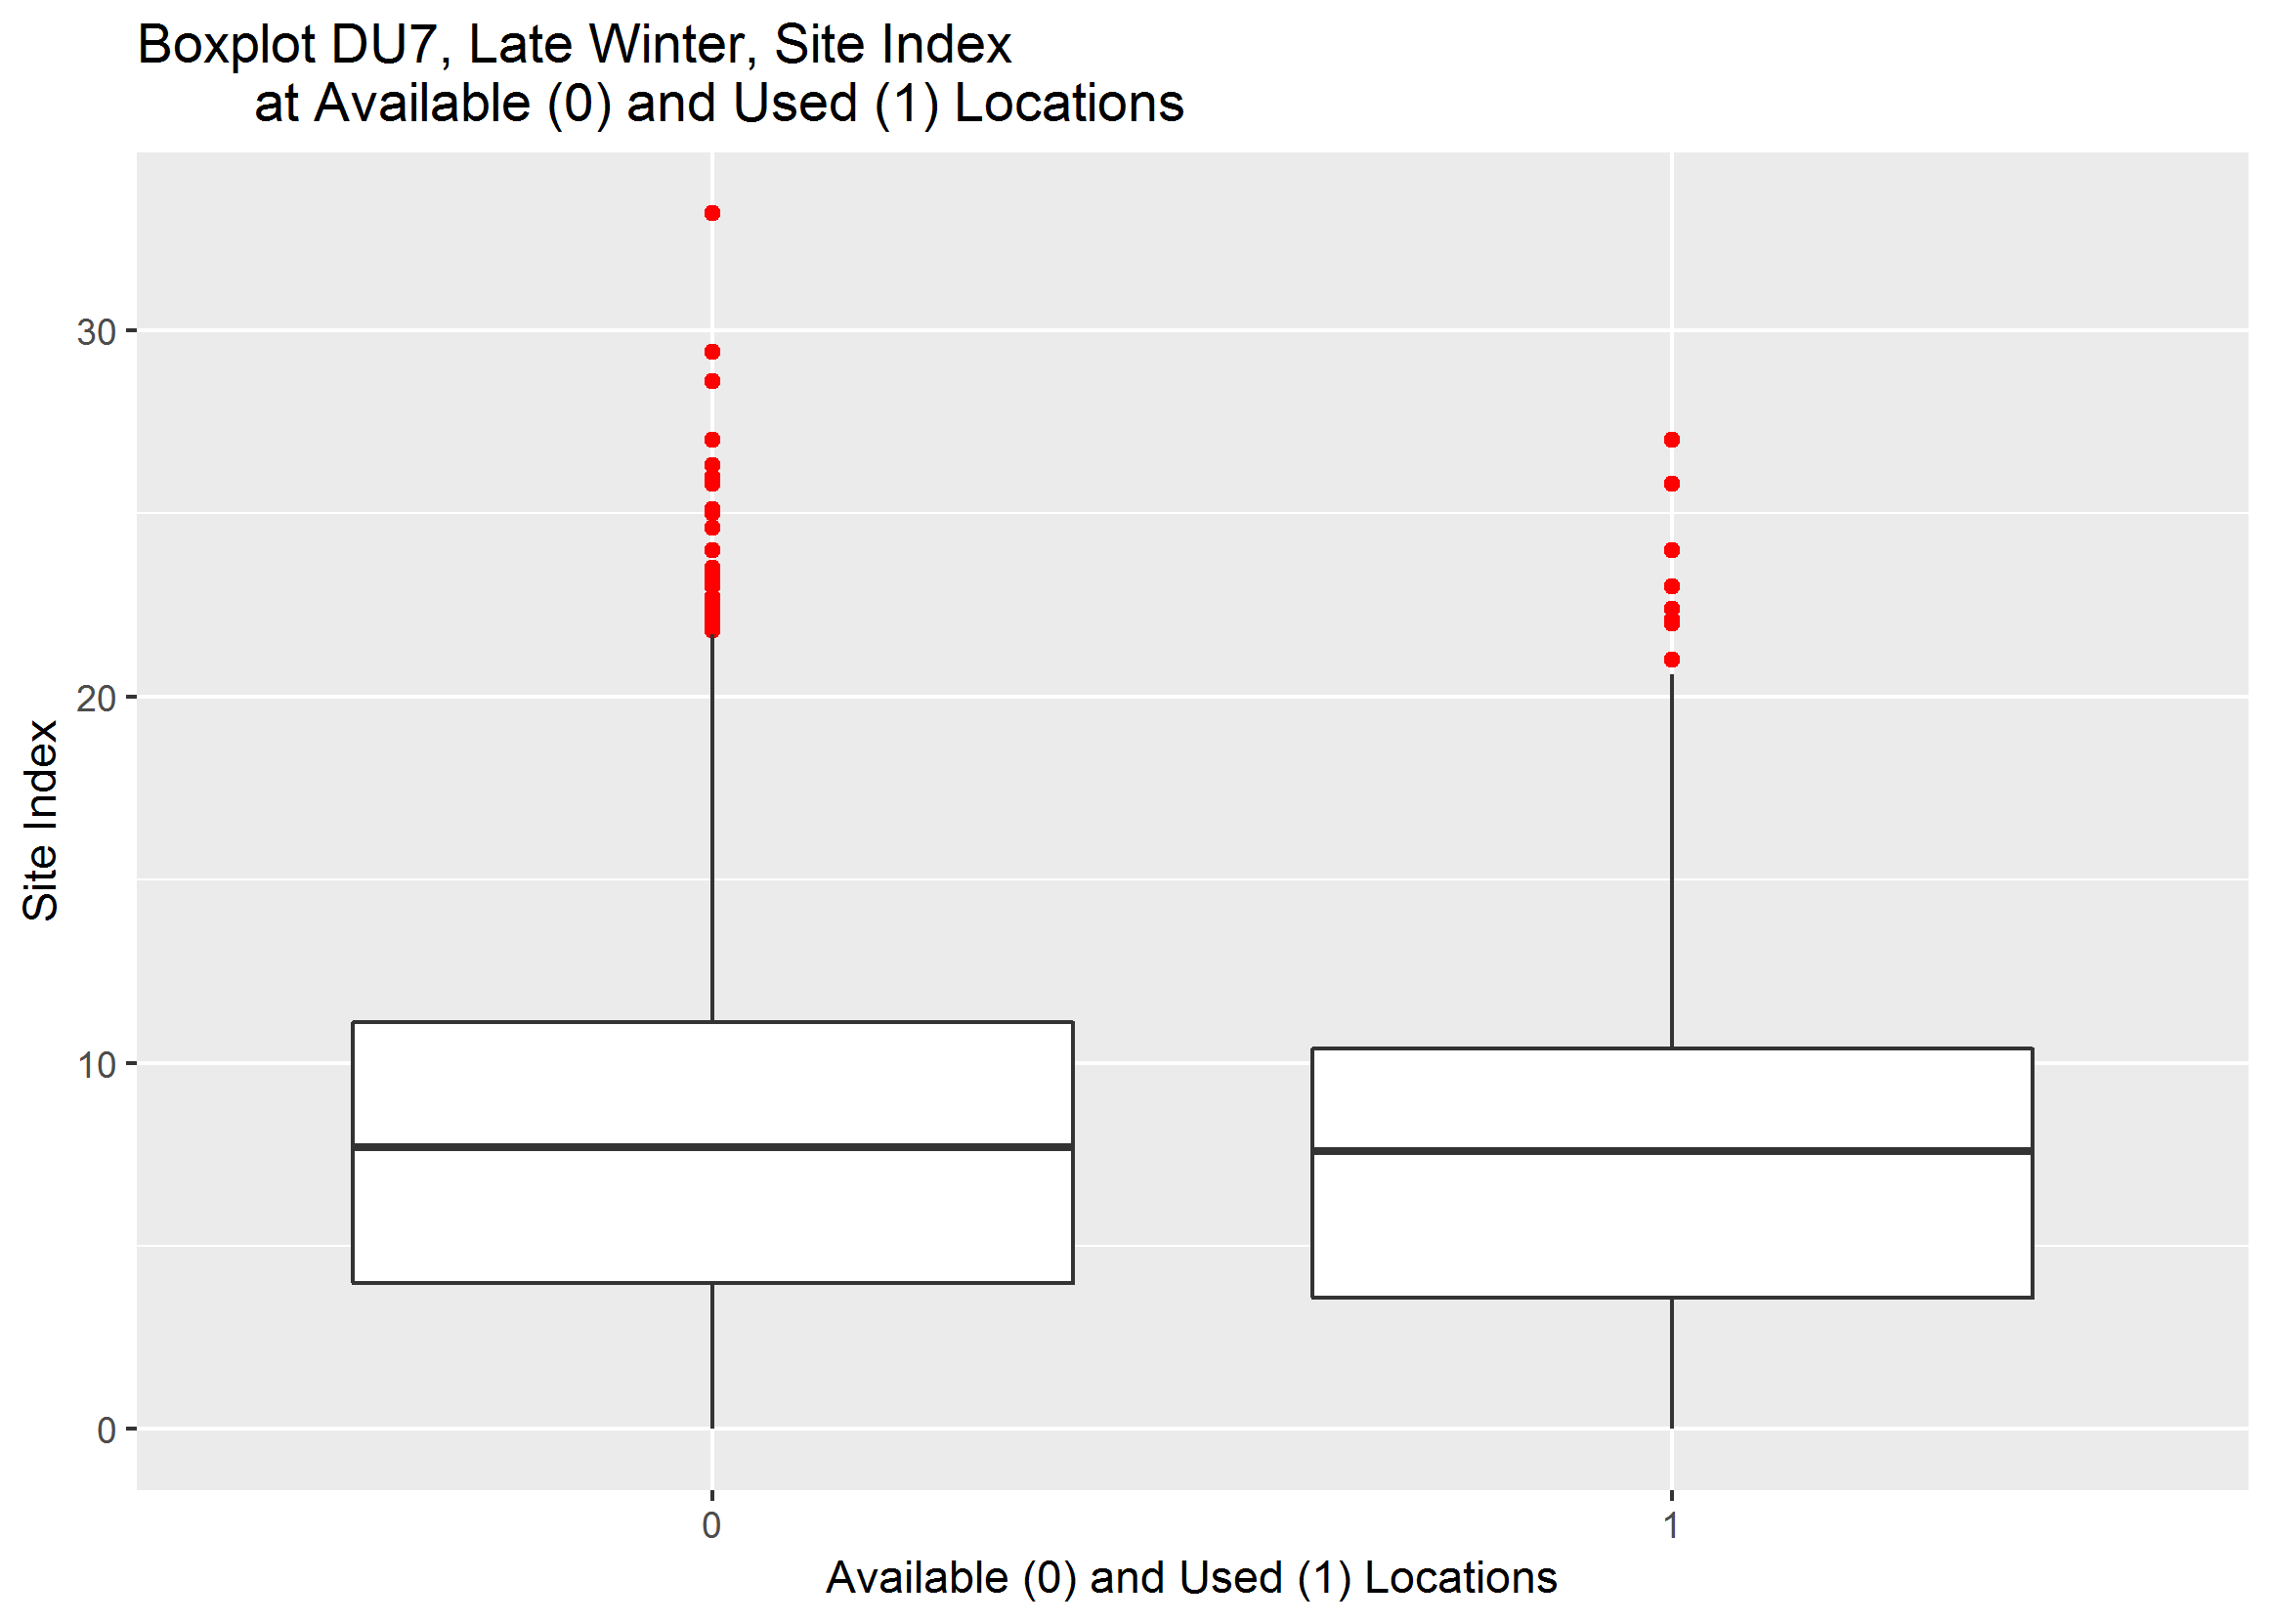 Boxplot DU7, Late Winter, Site Index
at Available (0) and Used (1) Locations
30
20
10
0
Site Index
0 1
Available (0) and Used (1) Locations